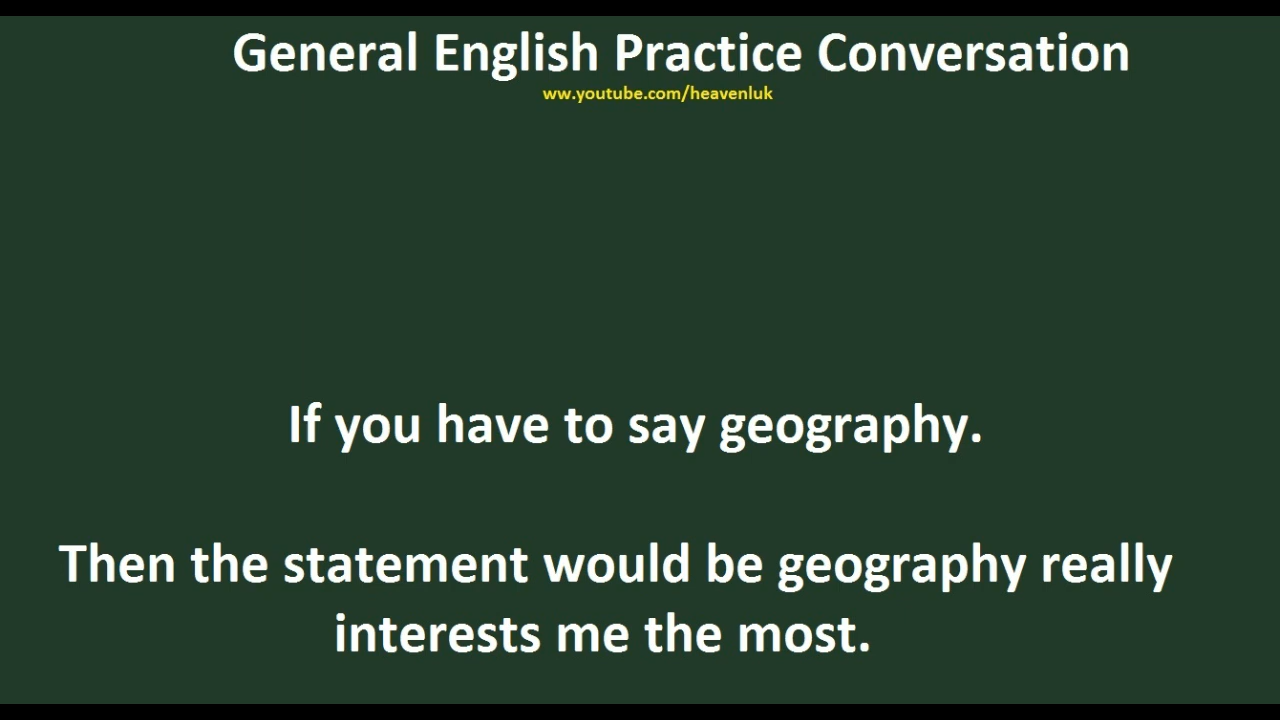 General English Practice Conversation
ww.youtube.com/heavenluk
If you have to say geography.
Then the statement would be geography really
interests me the most.